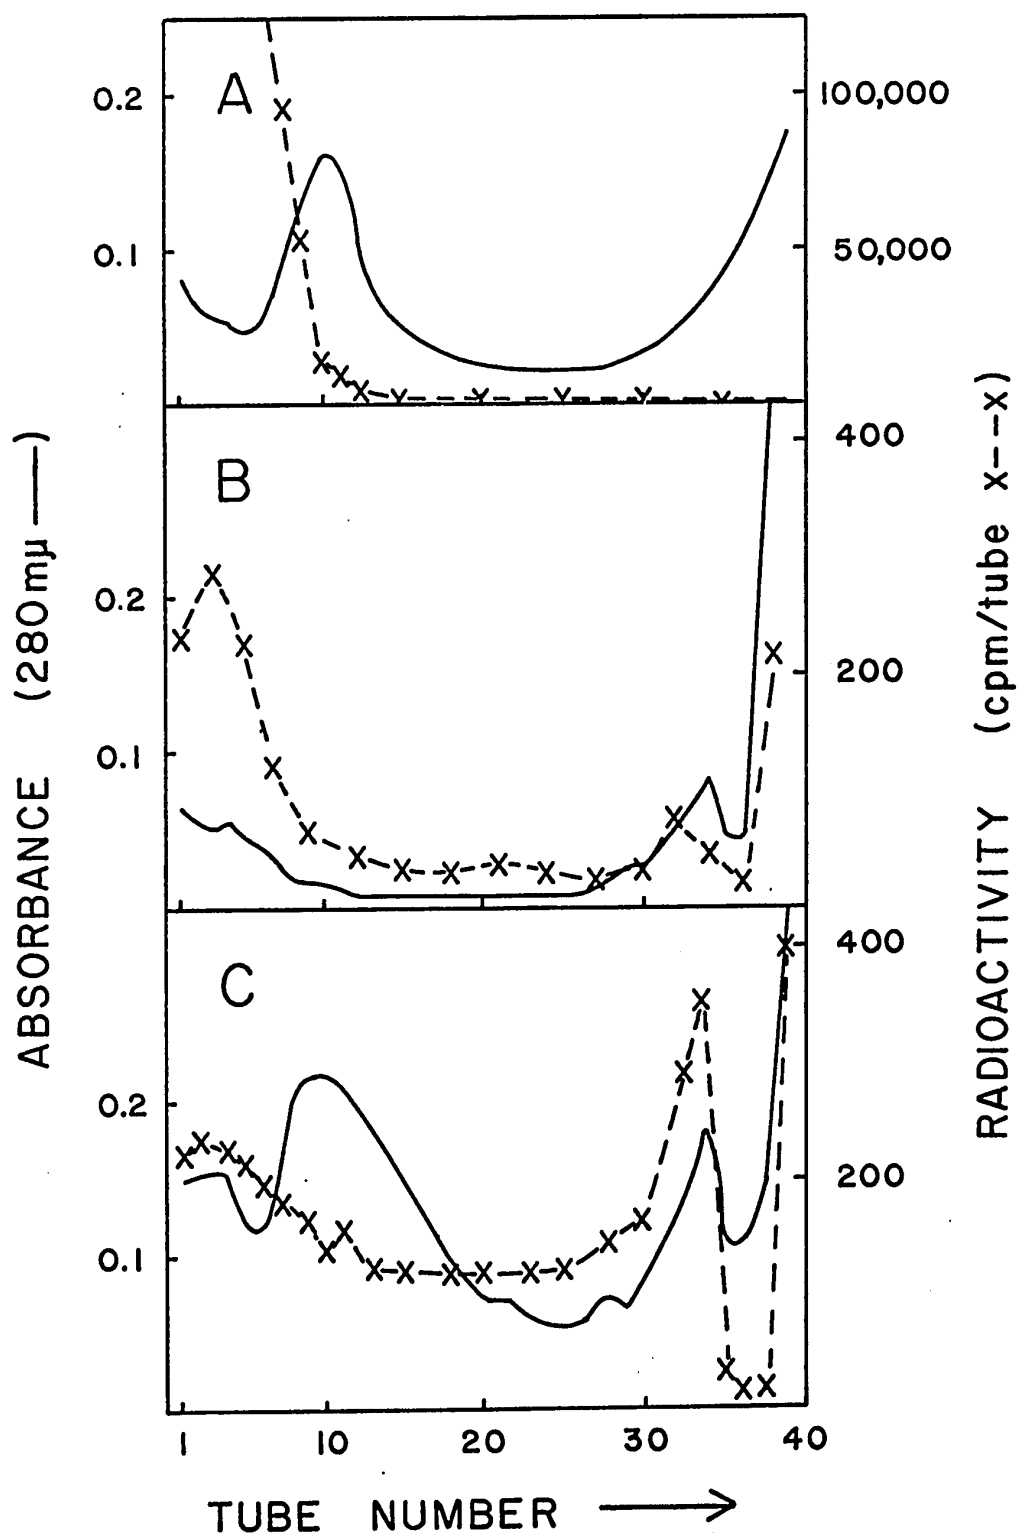 ABSORBANCE (280mµ ——)
A
0.2
0.1
100,000
50,000
B
0.2
0.1
400
200
C
0.2
0.1
400
200
RADIOACTIVITY (cpm/tube x--x)
1 10 20 30 40
TUBE NUMBER →